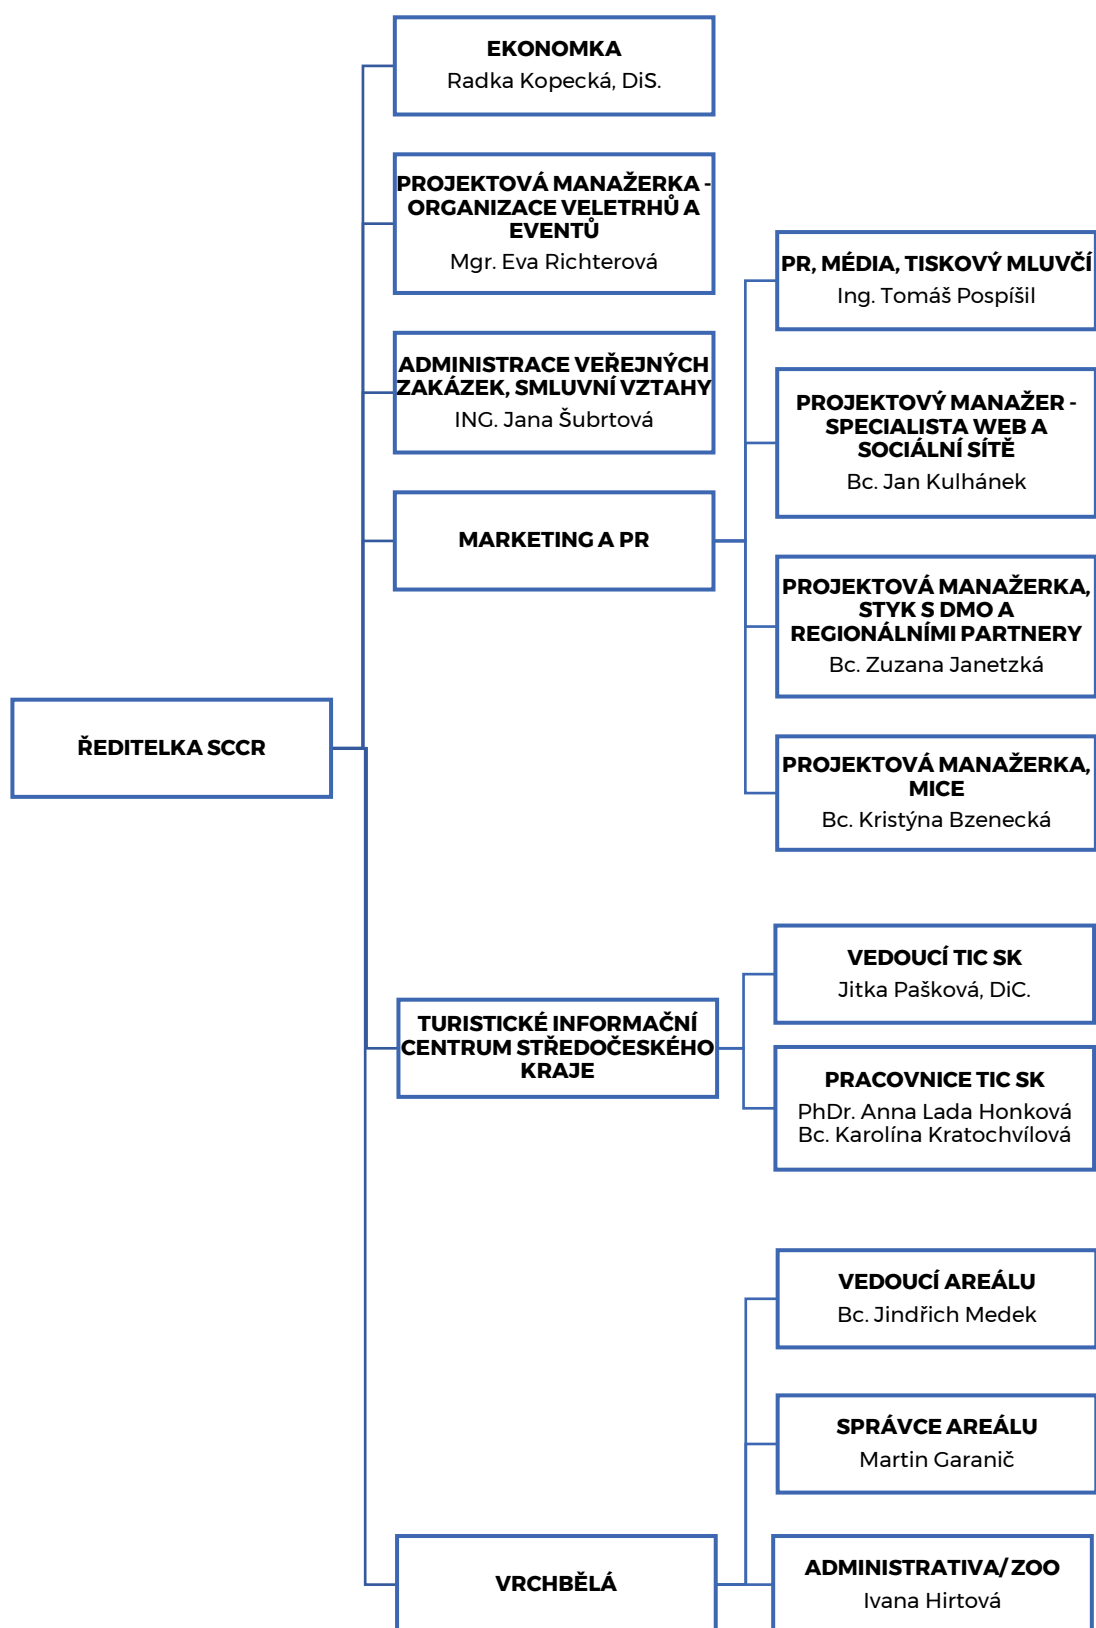 EKONOMKA
Radka Kopecká, DiS.
PROJEKTOVÁ MANAŽERKA -
ORGANIZACE VELETRHŮ A
EVENTŮ
Mgr. Eva Richterová
ADMINISTRACE VEŘEJNÝCH
ZAKÁZEK, SMLUVNÍ VZTAHY
ING. Jana Šubrtová
MARKETING A PR
PR, MÉDIA, TISKOVÝ MLUVČÍ
Ing. Tomáš Pospíšil
PROJEKTOVÝ MANAŽER -
SPECIALISTA WEB A
SOCIÁLNÍ SÍTĚ
Bc. Jan Kulhánek
PROJEKTOVÁ MANAŽERKA,
STYK S DMO A
REGIONÁLNÍMI PARTNERY
Bc. Zuzana Janetzká
PROJEKTOVÁ MANAŽERKA,
MICE
Bc. Kristýna Bzenecká
ŘEDITELKA SCCR
TURISTICKÉ INFORMAČNÍ
CENTRUM STŘEDOČESKÉHO
KRAJE
VEDOUCÍ TIC SK
Jitka Pašková, DiC.
PRACOVNICE TIC SK
PhDr. Anna Lada Honková
Bc. Karolína Kratochvílová
VEDOUCÍ AREÁLU
Bc. Jindřich Medek
SPRÁVCE AREÁLU
Martin Garanič
VRCHBĚLÁ
ADMINISTRATIVA/ ZOO
Ivana Hirtová